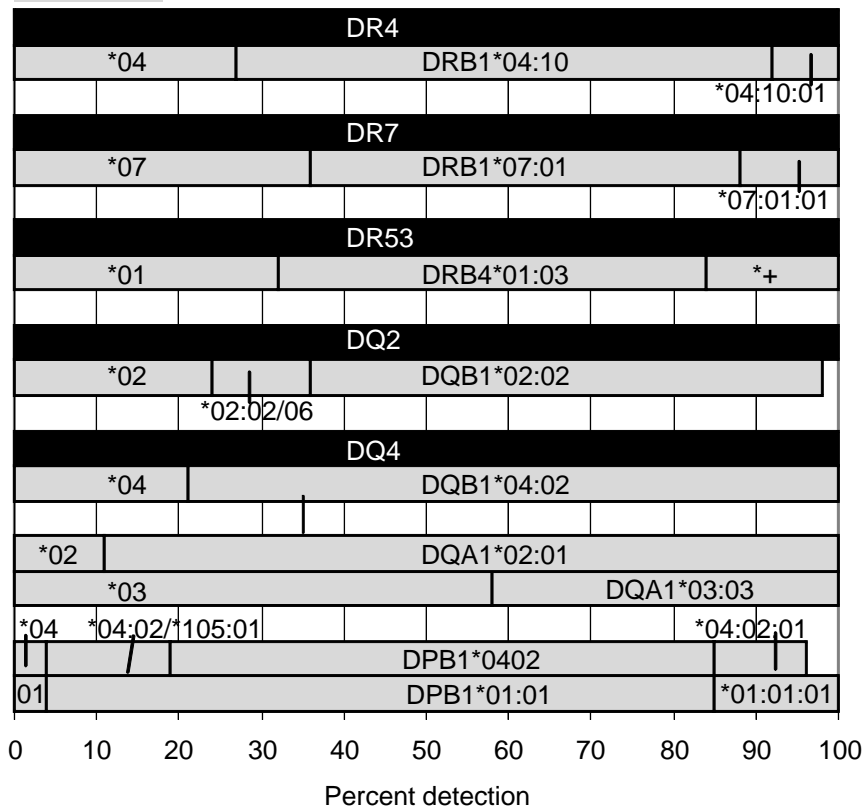 DR4
*04 DRB1*04:10
*04:10:01
DR7
*07 DRB1*07:01
*07:01:01
DR53
*01 DRB4*01:03 *+
DQ2
*02 DQB1*02:02
*02:02/06
DQ4
*04 DQB1*04:02
*02 DQA1*02:01
*03 DQA1*03:03
*04 *04:02/*105:01 *04:02:01
DPB1*0402
01 DPB1*01:01 *01:01:01
0 10 20 30 40 50 60 70 80 90 100
Percent detection